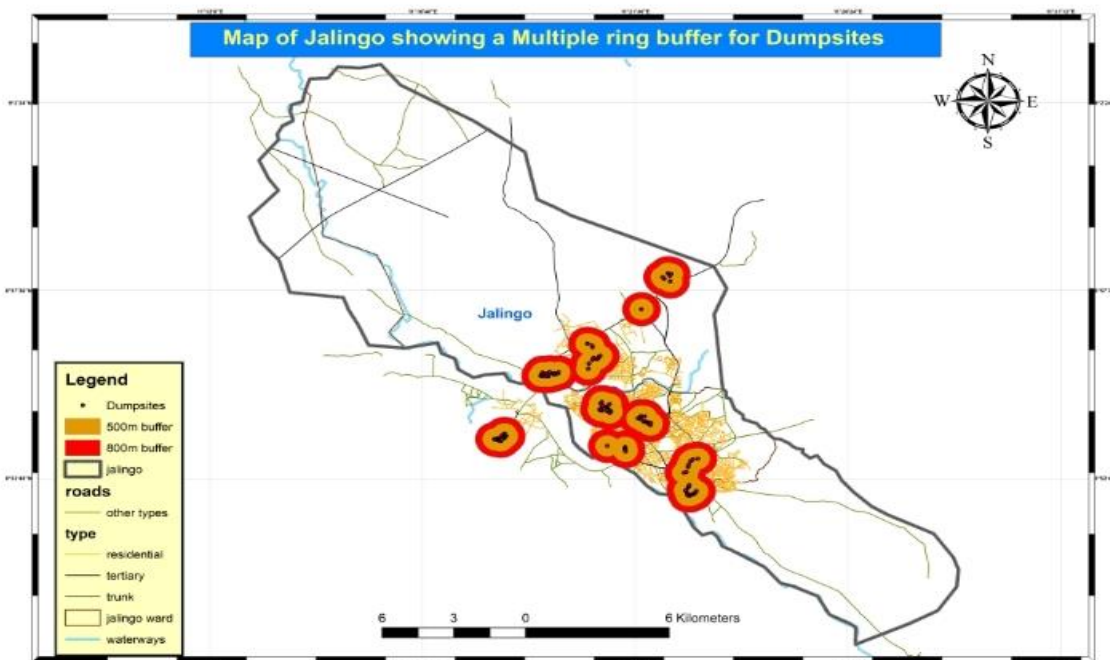 Map of Jalingo showing a Multiple ring buffer for Dumpsites
N
W E
S
Jalingo
Legend
Dumpsites
500m buffer
800m buffer
jalingo
roads
other types
type
residential
tertiary
trunk
jalingo ward
waterways
6 3 0 6 Kilometers